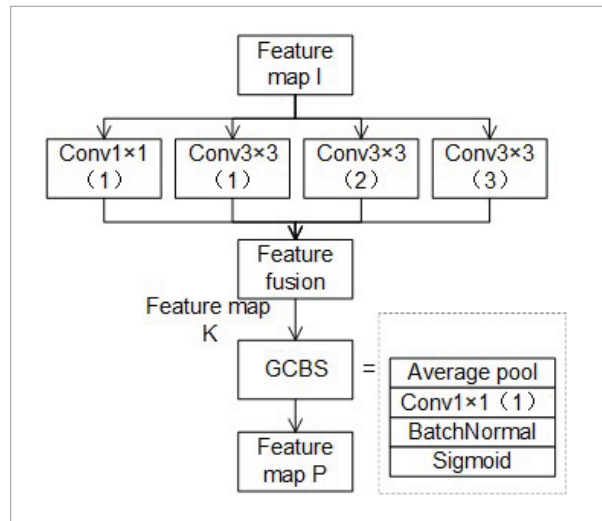 Feature
map I
Conv1×1
（1）
Conv3×3
（1）
Conv3×3
（2）
Conv3×3
（3）
Feature
fusion
Feature map
K
GCBS
=
Average pool
Conv1×1（1）
BatchNormal
Sigmoid
Feature
map P